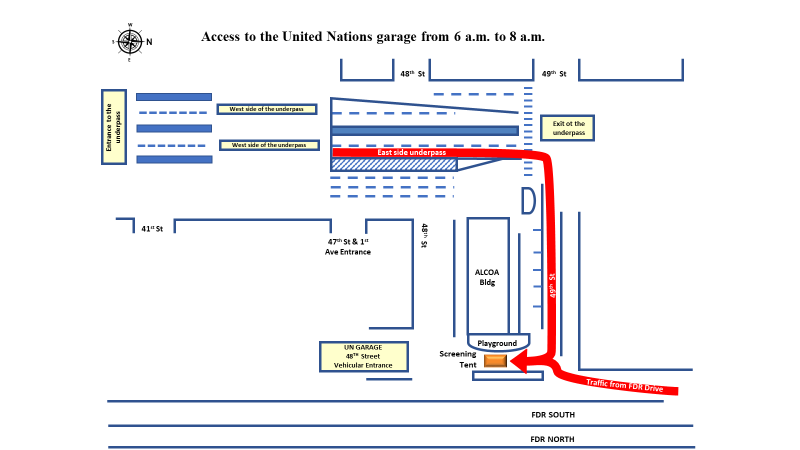 Access to the United Nations garage from 6 a.m. to 8 a.m.
W
S
N
E
48th St
49th St
Entrance to the
underpass
West side of the underpass
West side of the underpass
Exit ot the
underpass
East side underpass
41st St
47th St & 1st
Ave Entrance
48th St
ALCOA
Bldg
49th St
Playground
UN GARAGE
48TH Street
Vehicular Entrance
Screening
Tent
Traffic from FDR Drive
FDR SOUTH
FDR NORTH